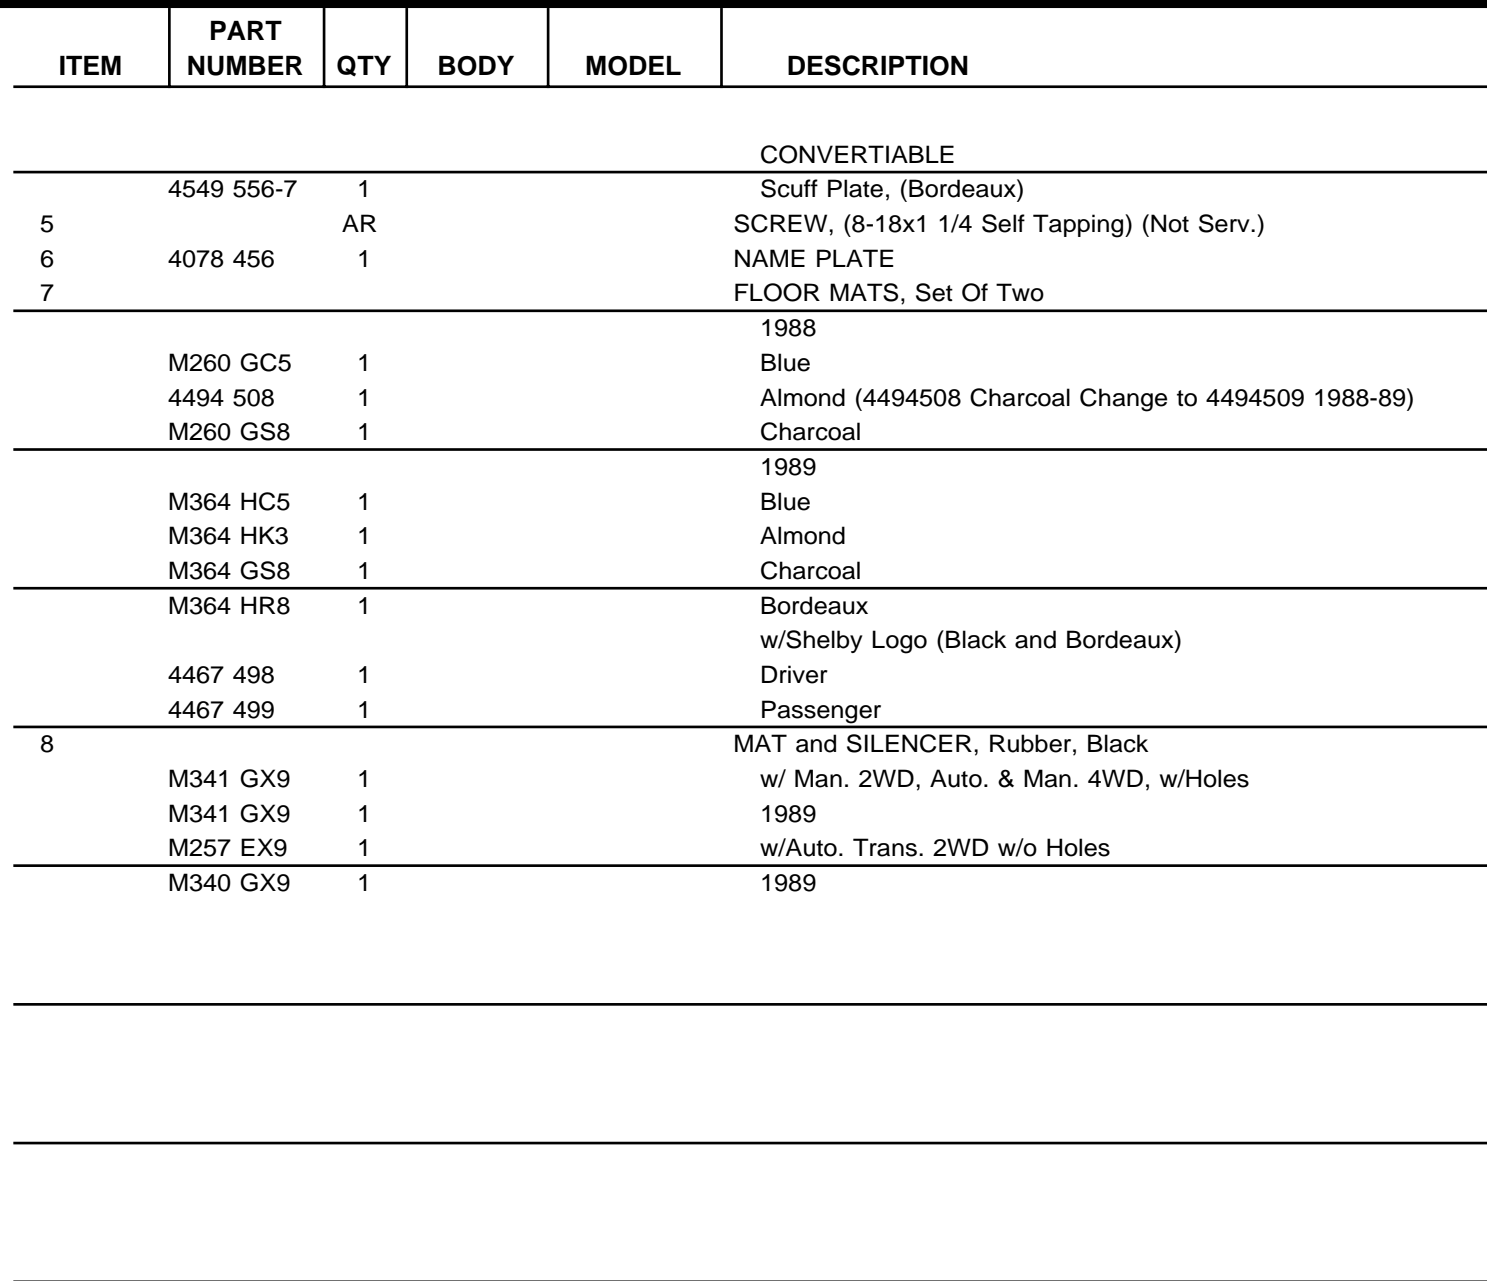 PART
ITEM NUMBER QTY BODY MODEL DESCRIPTION
CONVERTIABLE
4549 556-7 1 Scuff Plate, (Bordeaux)
5 AR SCREW, (8-18x1 1/4 Self Tapping) (Not Serv.)
6 4078 456 1 NAME PLATE
7 FLOOR MATS, Set Of Two
1988
M260 GC5 1 Blue
4494 508 1 Almond (4494508 Charcoal Change to 4494509 1988-89)
M260 GS8 1 Charcoal
1989
M364 HC5 1 Blue
M364 HK3 1 Almond
M364 GS8 1 Charcoal
M364 HR8 1 Bordeaux
w/Shelby Logo (Black and Bordeaux)
4467 498 1 Driver
4467 499 1 Passenger
8 MAT and SILENCER, Rubber, Black
M341 GX9 1 w/ Man. 2WD, Auto. & Man. 4WD, w/Holes
M341 GX9 1 1989
M257 EX9 1 w/Auto. Trans. 2WD w/o Holes
M340 GX9 1 1989